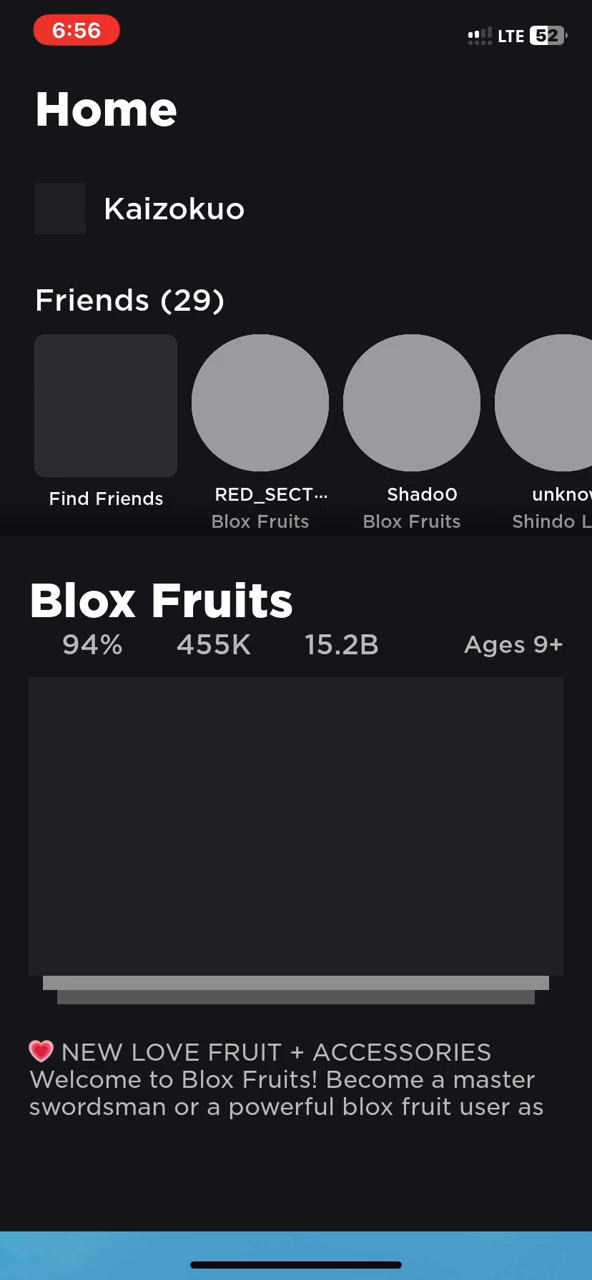 6:56
LTE 52
Home
Kaizokuo
Friends (29)
Find Friends
RED_SECT...
Shado0
unknow
Blox Fruits
Blox Fruits
Shindo L
Blox Fruits
94% 455K 15.2B Ages 9+
NEW LOVE FRUIT + ACCESSORIES
Welcome to Blox Fruits! Become a master
swordsman or a powerful blox fruit user as